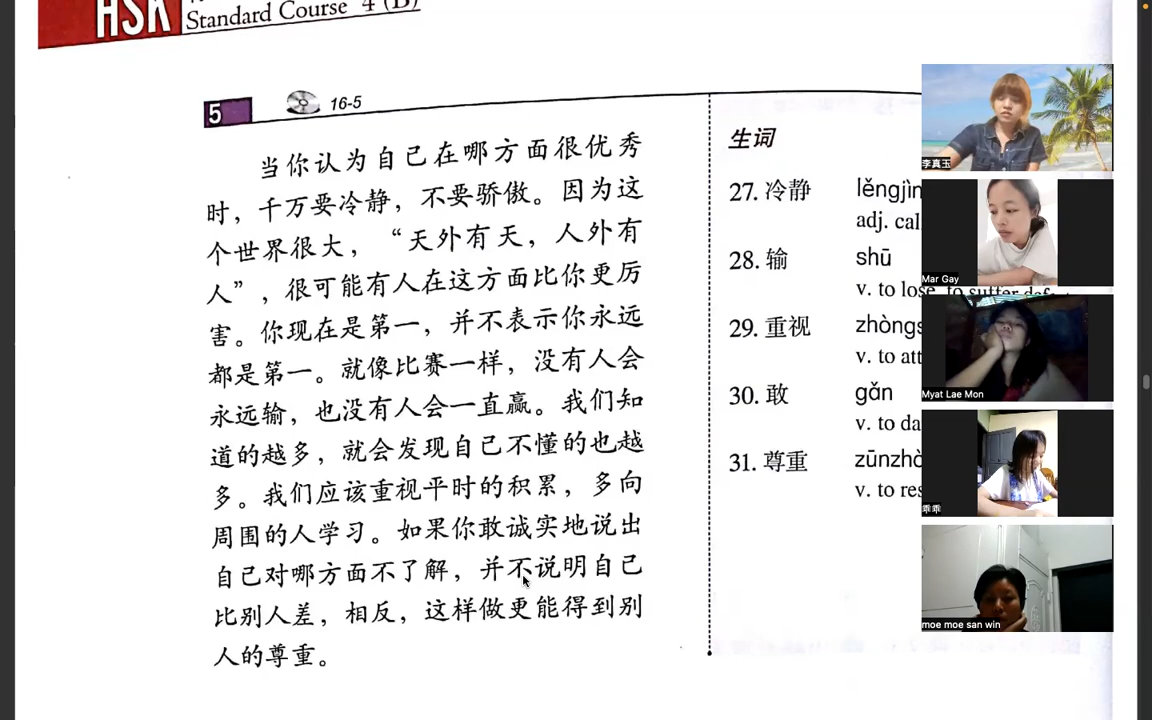 HSK
Standard Course 4 (B)
5
16-5
当你认为自己在哪方面很优秀
时，千万要冷静，不要骄傲。因为这
个世界很大，“天外有天，人外有
人”，很可能有人在这方面比你更厉
害。你现在是第一，并不表示你永远
都是第一。就像比赛一样，没有人会
永远输，也没有人会一直赢。我们知
道的越多，就会发现自己不懂的也越
多。我们应该重视平时的积累，多向
周围的人学习。如果你敢诚实地说出
自己对哪方面不了解，并不说明自己
比别人差，相反，这样做更能得到别
人的尊重。
生词
27. 冷静 lěngjìn
adj. cal
28. 输 shū
v. to lose, to suffer defeat
29. 重视 zhòngs
v. to att
30. 敢 gǎn
v. to da
31. 尊重 zūnzhò
v. to res
李真玉
Mar Gay
Myat Lae Mon
乖乖
moe moe san win